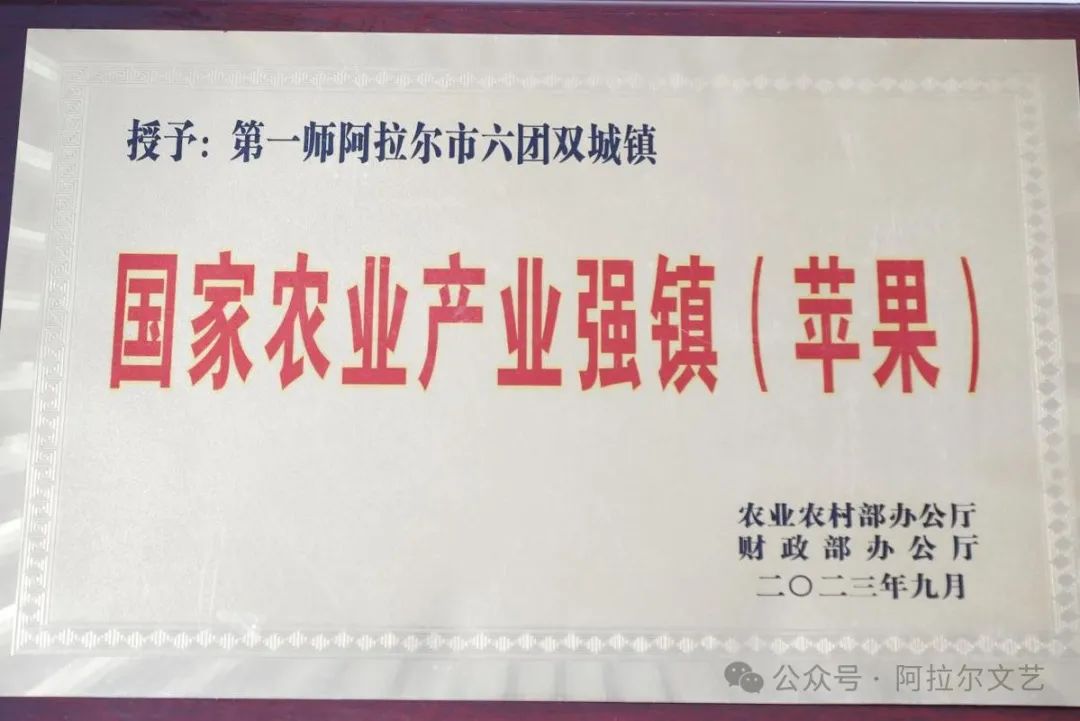 授予：第一师阿拉尔市六团双城镇
国家农业产业强镇（苹果）
农业农村部办公厅
财政部办公厅
二〇二三年九月
公众号·阿拉尔文艺